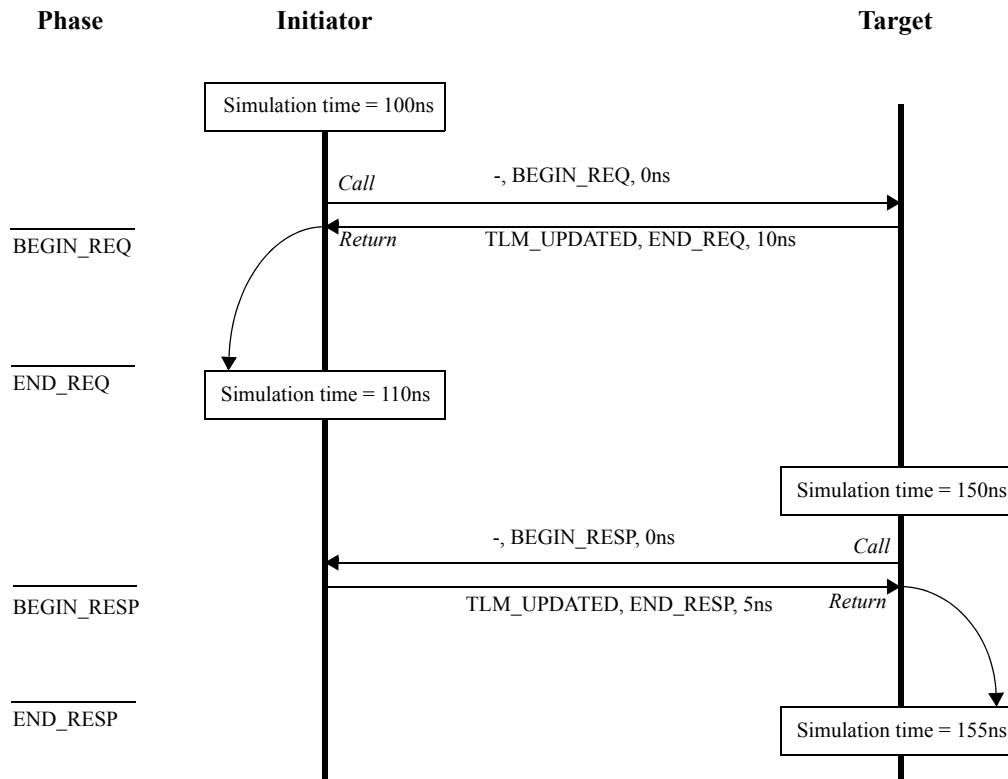 Phase
Initiator
Target
Simulation time = 100ns
Call
-, BEGIN_REQ, 0ns
BEGIN_REQ
Return
TLM_UPDATED, END_REQ, 10ns
END_REQ
Simulation time = 110ns
Simulation time = 150ns
-, BEGIN_RESP, 0ns
Call
BEGIN_RESP
TLM_UPDATED, END_RESP, 5ns
Return
END_RESP
Simulation time = 155ns